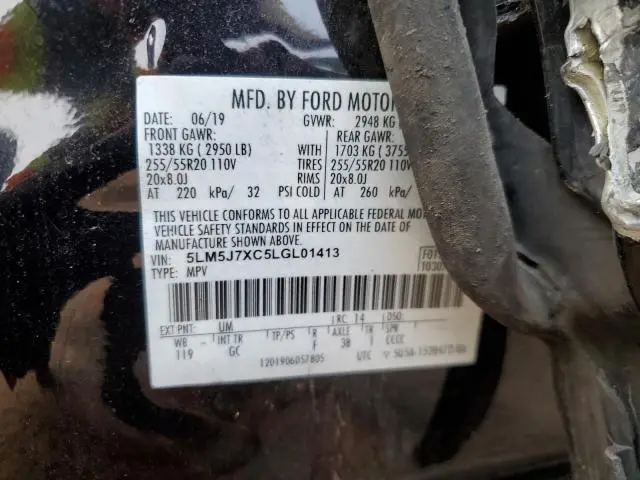 MFD. BY FORD MOTOR
DATE: 06/19 GVWR: 2948 KG
FRONT GAWR: REAR GAWR:
1338 KG ( 2950 LB) WITH 1703 KG ( 3755
255/55R20 110V TIRES 255/55R20 110V
20x8.0J RIMS 20x8.0J
AT 220 kPa/ 32 PSI COLD AT 260 kPa/
THIS VEHICLE CONFORMS TO ALL APPLICABLE FEDERAL MO
VEHICLE SAFETY STANDARDS IN EFFECT ON THE DATE OF
MANUFACTURE SHOWN ABOVE.
VIN: 5LM5J7XC5LGL01413
TYPE: MPV
EXT PNT: UM RC: 14 DSO:
WB INT TR TP/PS R AXLE TR SPR
119 GC F 38 CCCC
1201906057805 UTC